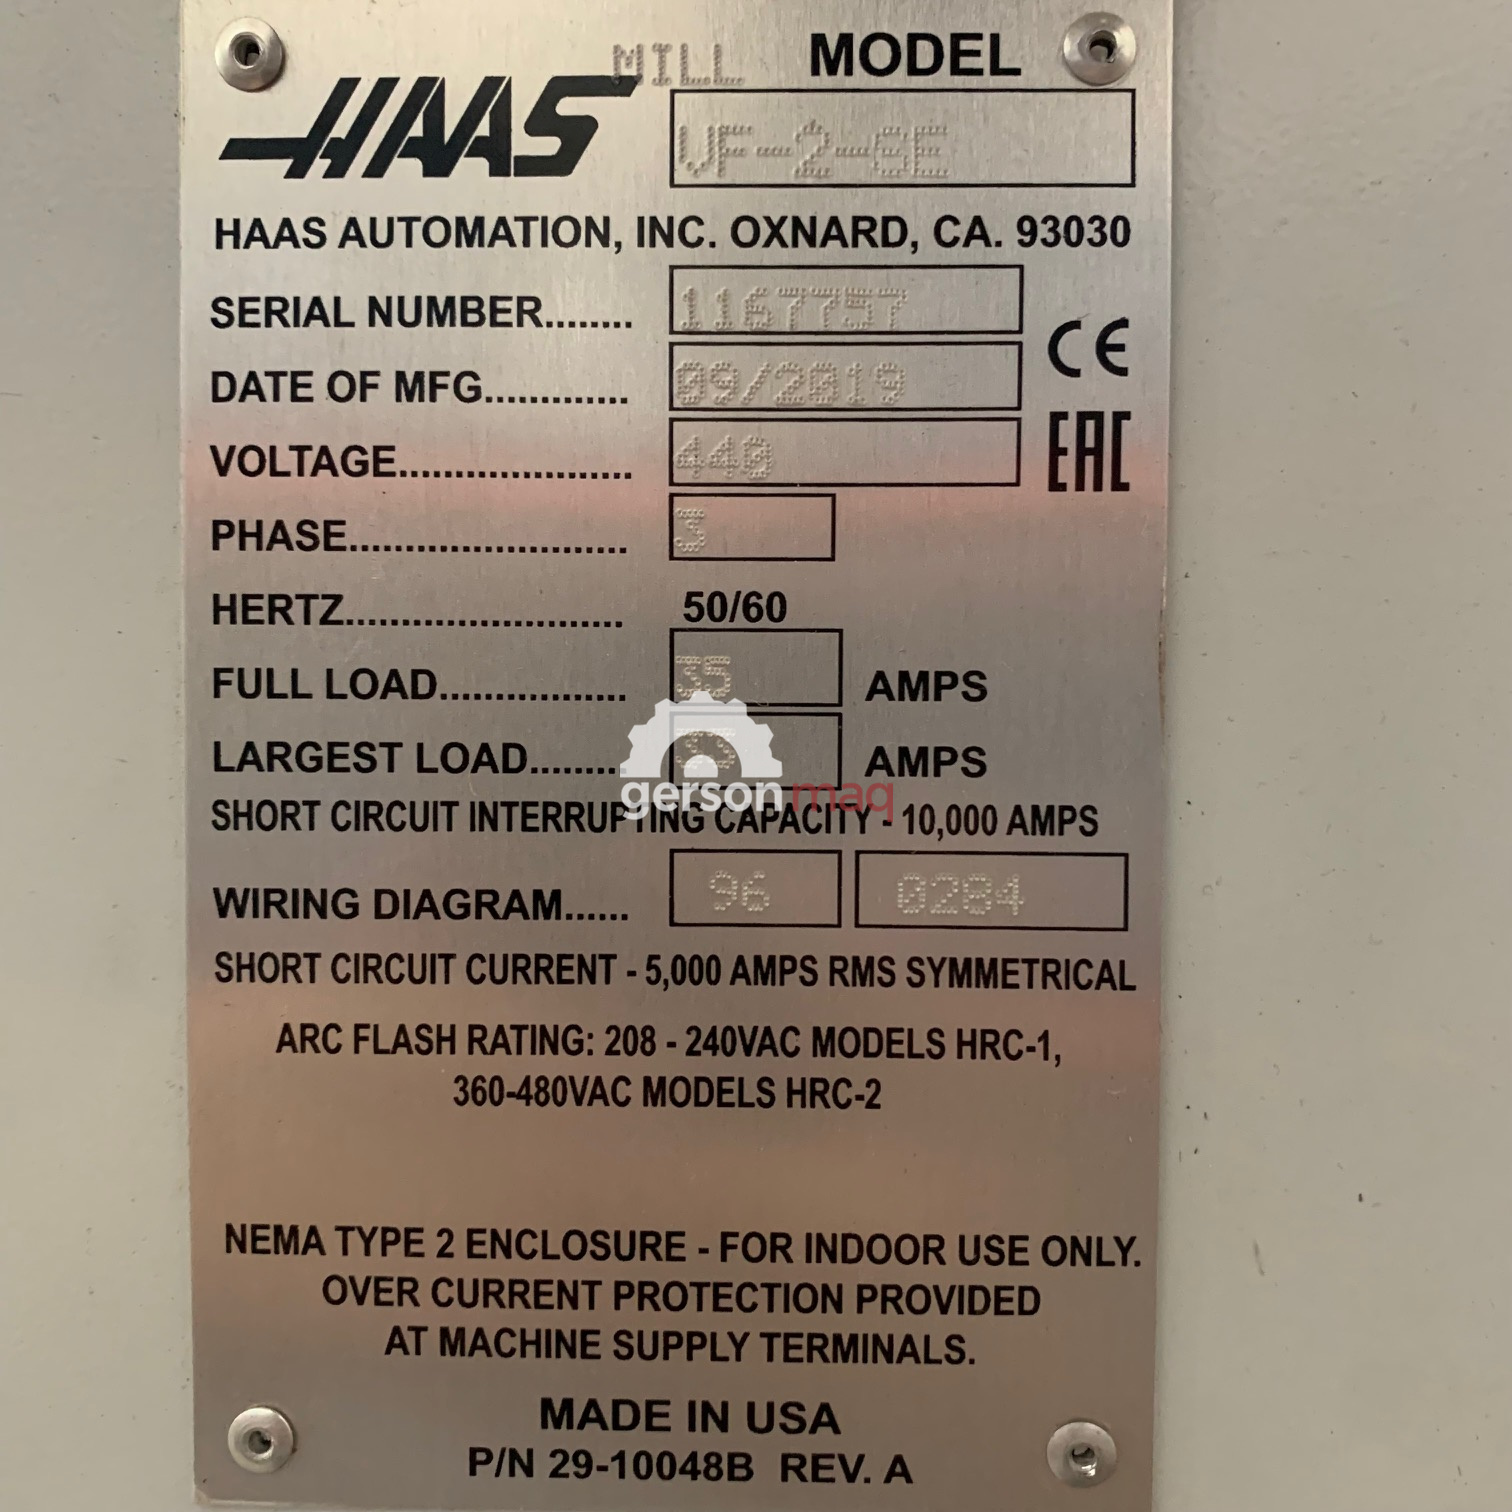 MILL MODEL
HAAS VF-2-SE
HAAS AUTOMATION, INC. OXNARD, CA. 93030
SERIAL NUMBER........ 1167757
CE
DATE OF MFG............. 09/2019
EAC
VOLTAGE..................... 440
PHASE......................... 3
HERTZ......................... 50/60
FULL LOAD................. 35 AMPS
LARGEST LOAD......... AMPS
gerson maq
SHORT CIRCUIT INTERRUPTING CAPACITY - 10,000 AMPS
WIRING DIAGRAM...... 96 0284
SHORT CIRCUIT CURRENT - 5,000 AMPS RMS SYMMETRICAL
ARC FLASH RATING: 208 - 240VAC MODELS HRC-1,
360-480VAC MODELS HRC-2
NEMA TYPE 2 ENCLOSURE - FOR INDOOR USE ONLY.
OVER CURRENT PROTECTION PROVIDED
AT MACHINE SUPPLY TERMINALS.
MADE IN USA
P/N 29-10048B REV. A